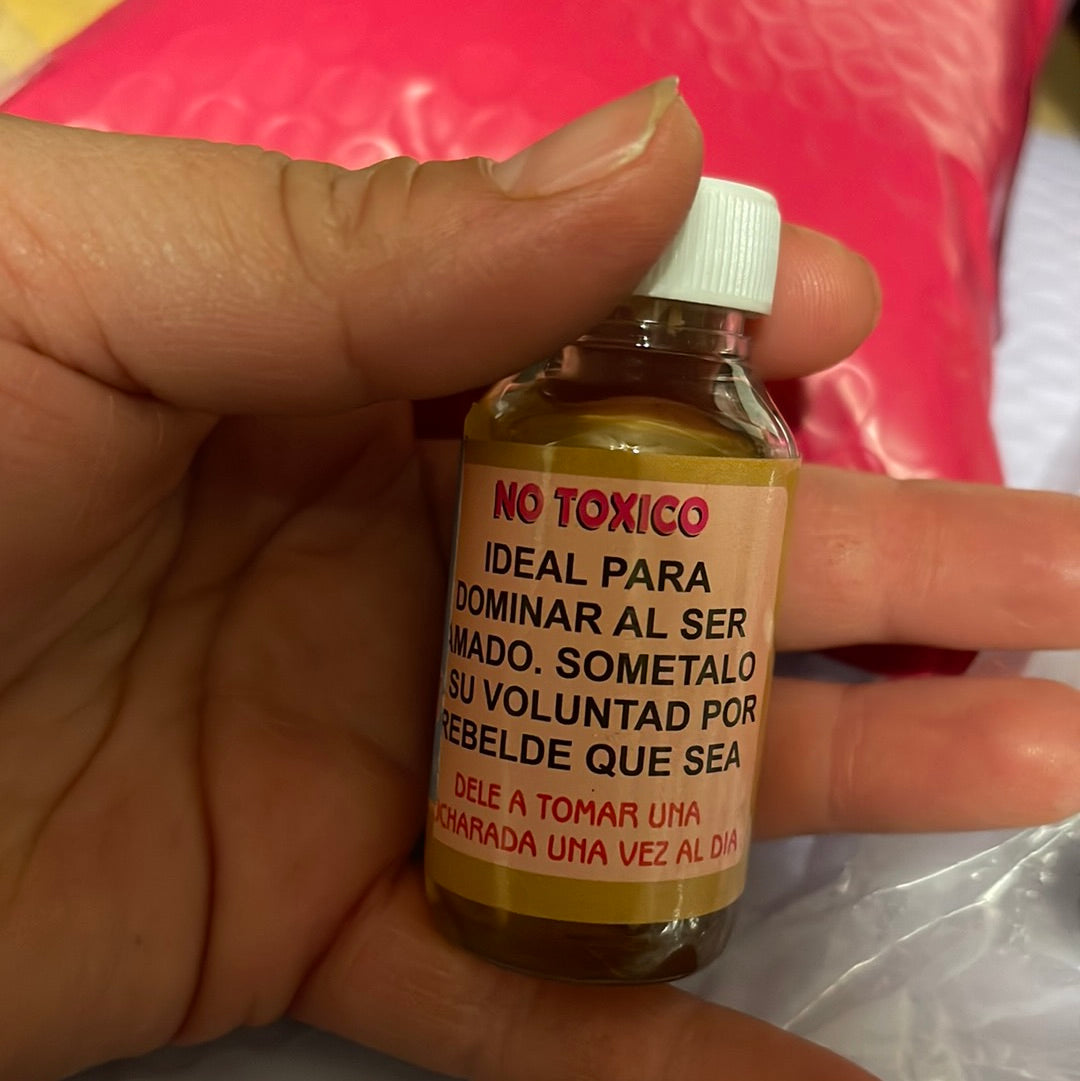 NO TOXICO
IDEAL PARA
DOMINAR AL SER
AMADO. SOMETALO
SU VOLUNTAD POR
REBELDE QUE SEA
DELE A TOMAR UNA
CUCHARADA UNA VEZ AL DIA